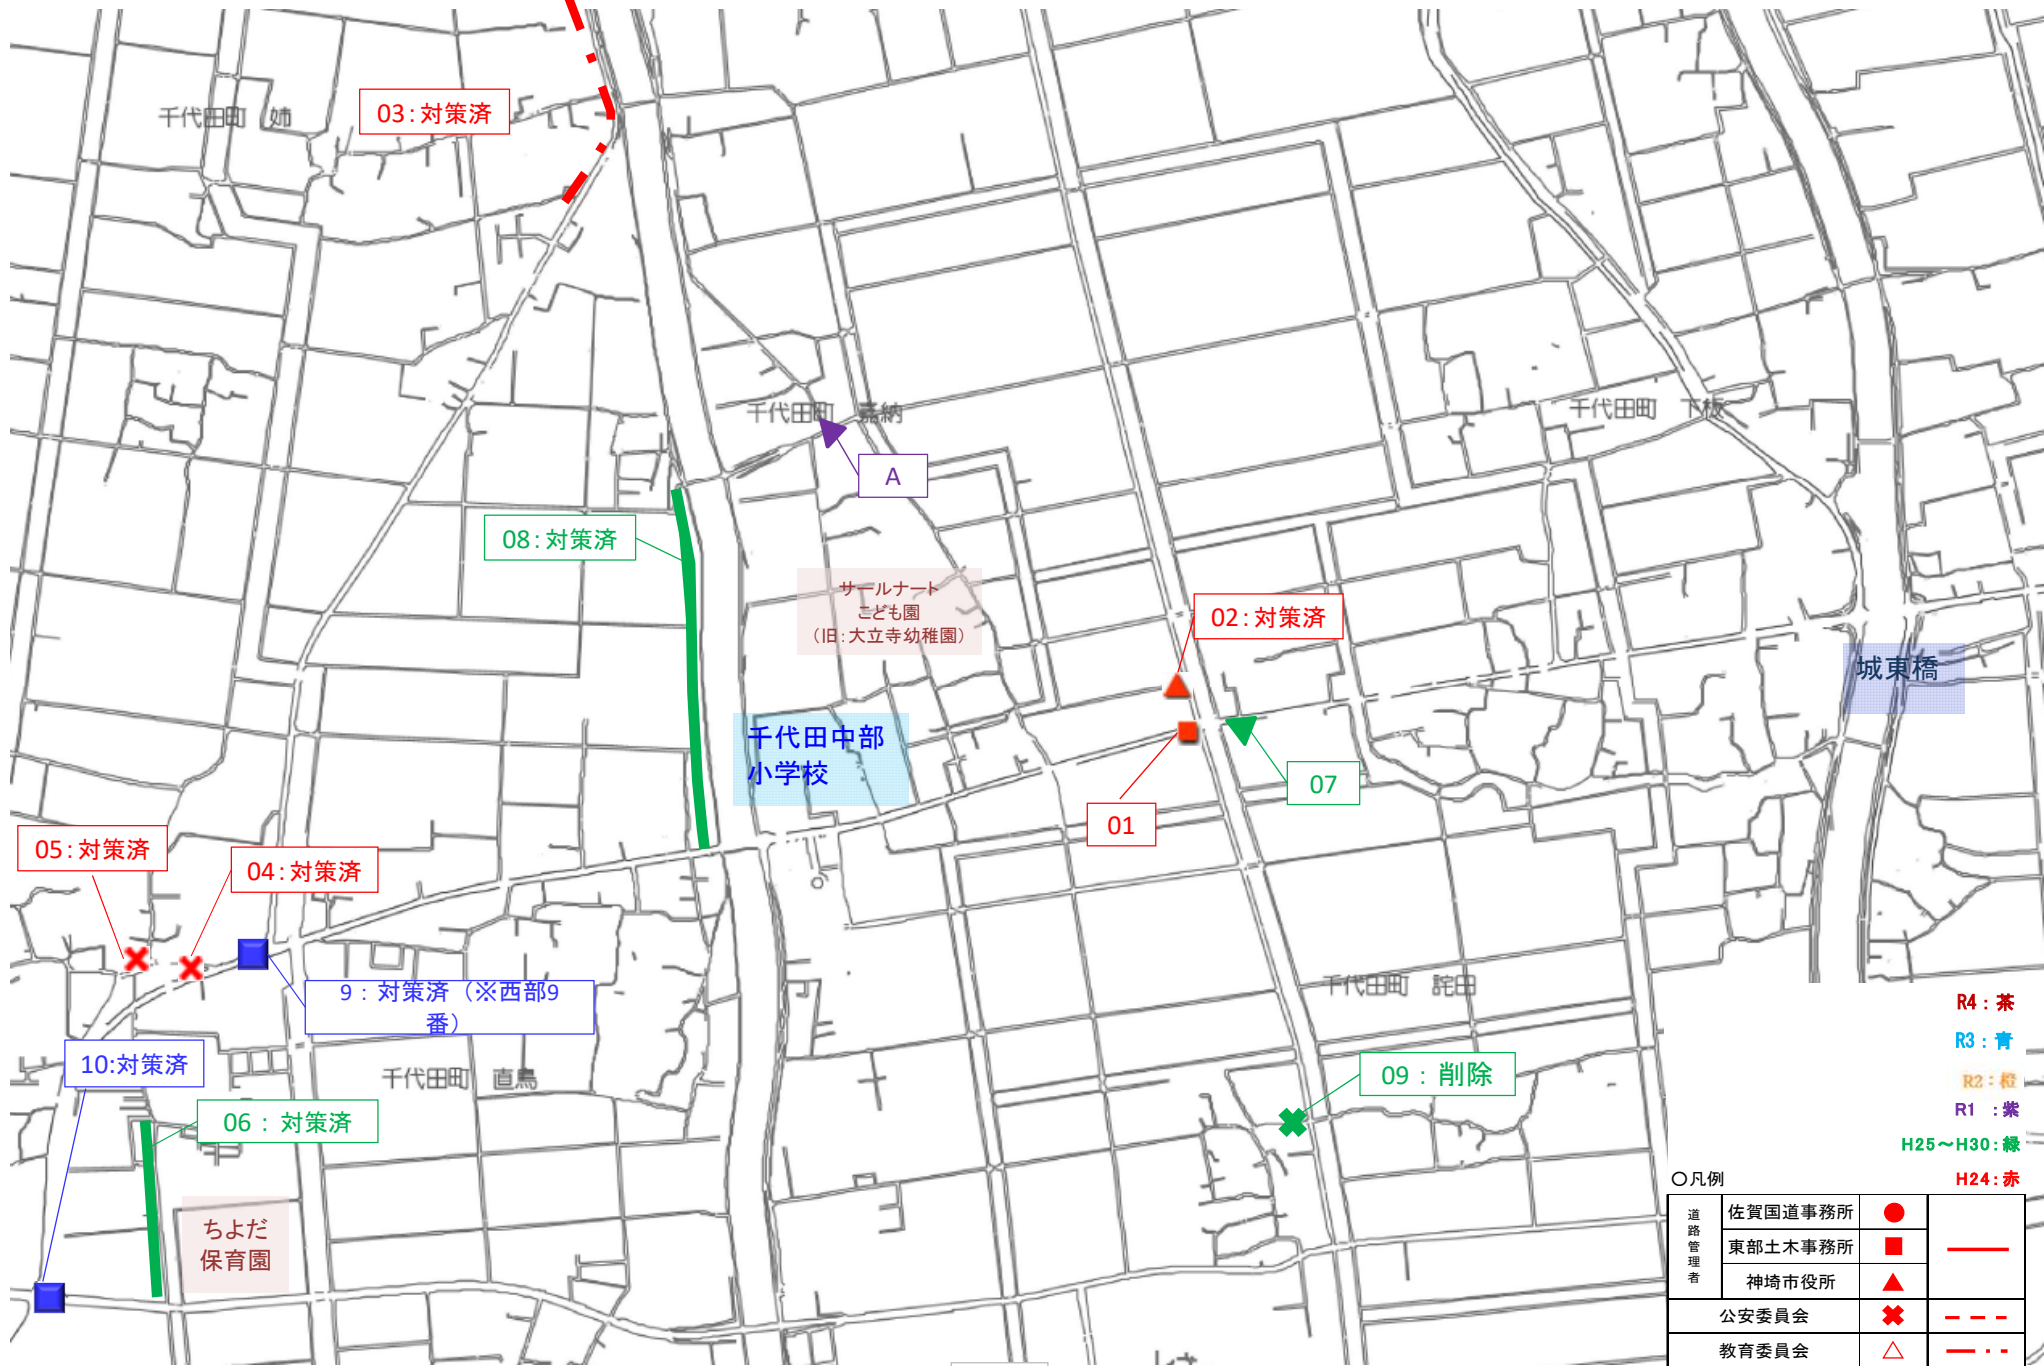 03：対策済
千代田町　姉
千代田町　嘉納
千代田町　下板
A
08：対策済
サールナート
こども園
（旧：大立寺幼稚園）
02：対策済
城東橋
千代田中部
小学校
07
01
05：対策済
04：対策済
9：対策済（※西部9
番）
千代田町　詫田
10:対策済
千代田町　直鳥
09：削除
06：対策済
ちよだ
保育園
R4：茶
R3：青
R2：橙
R1 ：紫
H25～H30：緑
H24：赤
〇凡例
道路管理者
佐賀国道事務所
東部土木事務所
神埼市役所
公安委員会
教育委員会